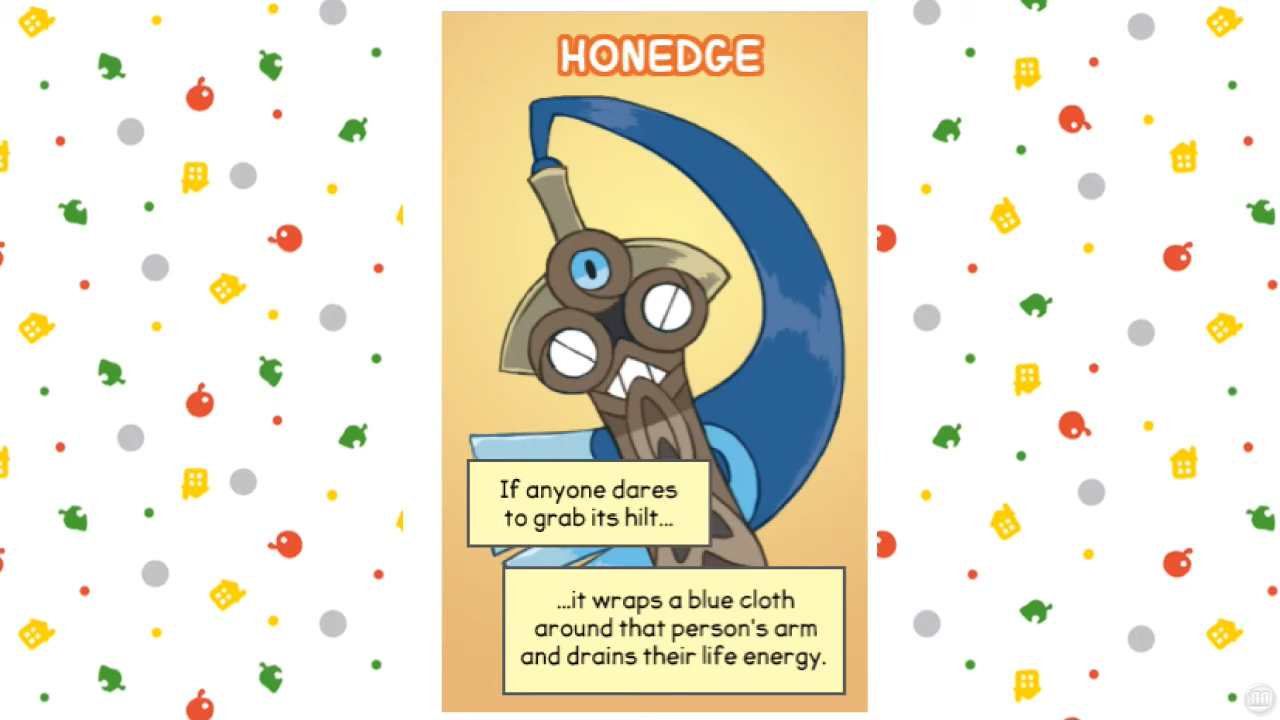 HONEDGE
If anyone dares
to grab its hilt...
...it wraps a blue cloth
around that person's arm
and drains their life energy.